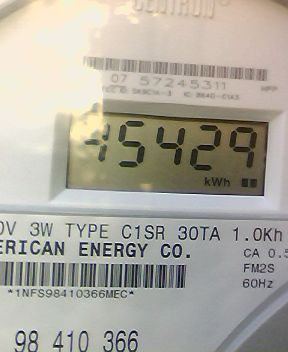 CENTRON
07 57245311
45429
kWh
0V 3W TYPE C1SR 30TA 1.0Kh
ERICAN ENERGY CO.
CA 0.5
FM2S
*1NFS98410366MEC*
60Hz
98 410 366